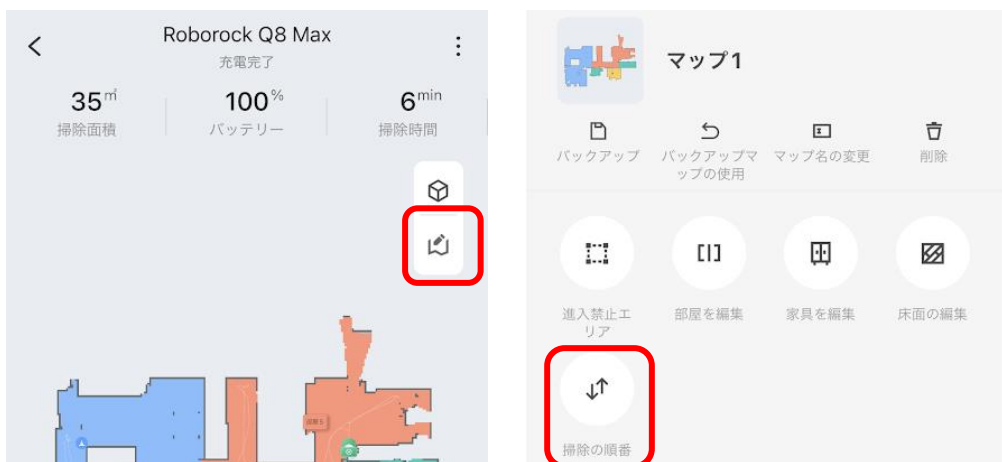 Roborock Q8 Max
充電完了
35㎡
100%
6min
掃除面積
バッテリー
掃除時間
マップ1
バックアップ
バックアップマ
ップの使用
マップ名の変更
削除
進入禁止エ
リア
部屋を編集
家具を編集
床面の編集
掃除の順番